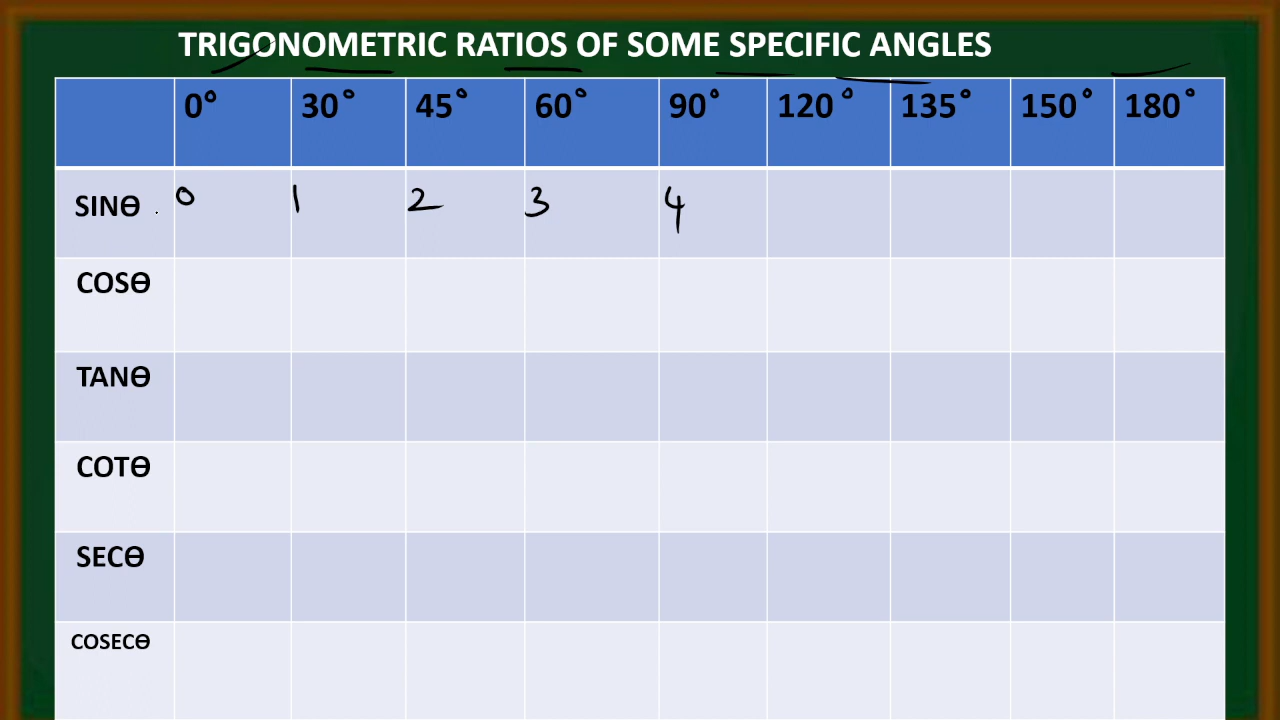 TRIGONOMETRIC RATIOS OF SOME SPECIFIC ANGLES
0° 30° 45° 60° 90° 120° 135° 150° 180°
SINθ 0 1 2 3 4
COSθ
TANθ
COTθ
SECθ
COSECθ